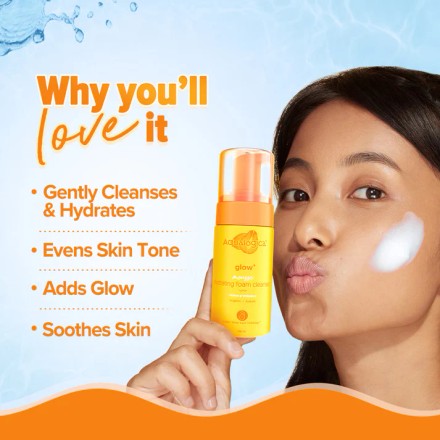 Why you'll
love it
• Gently Cleanses
& Hydrates
• Evens Skin Tone
• Adds Glow
• Soothes Skin
AQUALOGICA
glow+
foam cleanser